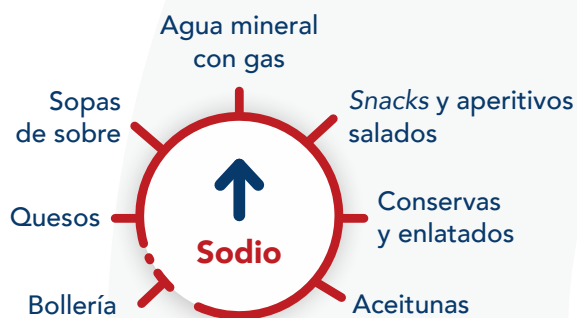 Agua mineral
con gas
Sopas
de sobre
Snacks y aperitivos
salados
Quesos
Conservas
y enlatados
Sodio
Bollería
Aceitunas